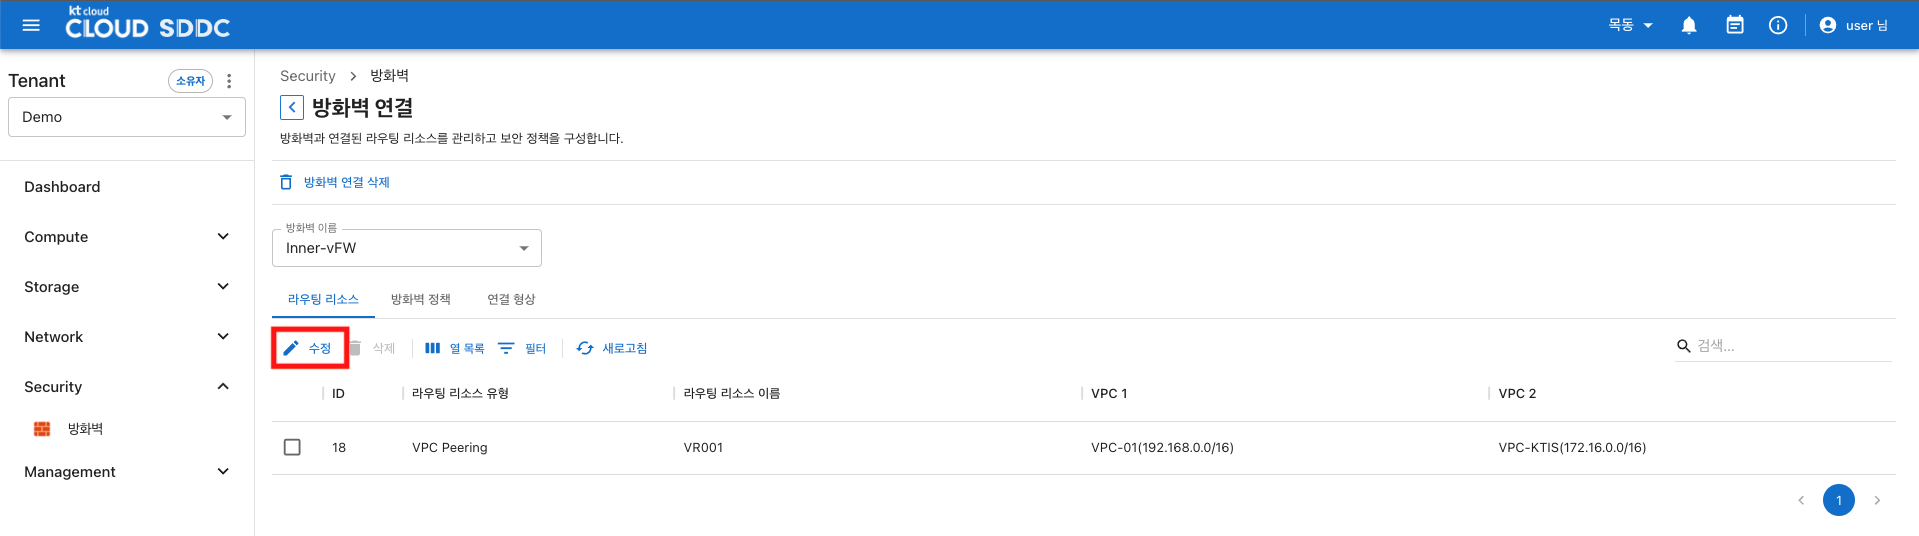 kt cloud
CLOUD SDDC
목동
user 님
Tenant
소유자
Demo
Dashboard
Compute
Storage
Network
Security
방화벽
Management
Security > 방화벽
방화벽 연결
방화벽과 연결된 라우팅 리소스를 관리하고 보안 정책을 구성합니다.
방화벽 연결 삭제
방화벽 이름
Inner-vFW
라우팅 리소스 방화벽 정책 연결 형상
수정 삭제 열 목록 필터 새로고침 검색...
ID 라우팅 리소스 유형 라우팅 리소스 이름 VPC 1 VPC 2
18 VPC Peering VR001 VPC-01(192.168.0.0/16) VPC-KTIS(172.16.0.0/16)
1